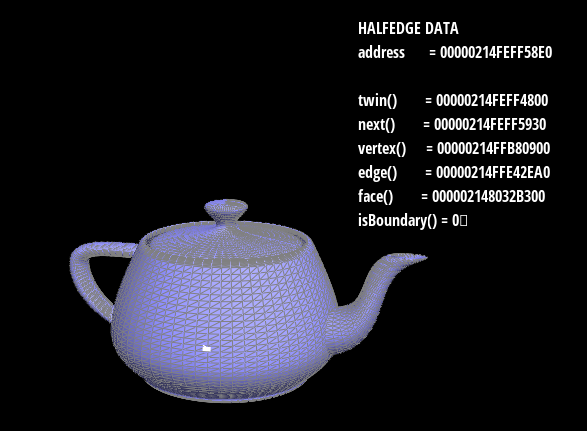 HALFEDGE DATA
address = 00000214FEFF58E0
twin() = 00000214FEFF4800
next() = 00000214FEFF5930
vertex() = 00000214FFB80900
edge() = 00000214FFE42EA0
face() = 000002148032B300
isBoundary() = 0▯